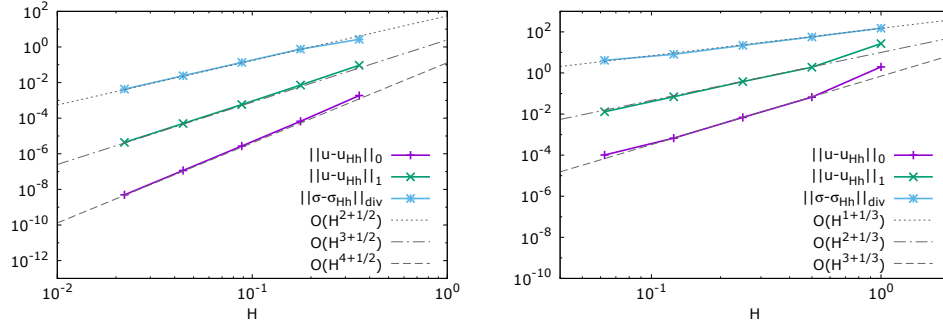 10^2
10^0
10^-2
10^-4
10^-6
10^-8
10^-10
10^-12
||u-u_Hh||_0
||u-u_Hh||_1
||σ-σ_Hh||_div
O(H^2+1/2)
O(H^3+1/2)
O(H^4+1/2)
10^-2 10^-1 10^0
H
10^2
10^0
10^-2
10^-4
10^-6
10^-8
10^-10
||u-u_Hh||_0
||u-u_Hh||_1
||σ-σ_Hh||_div
O(H^1+1/3)
O(H^2+1/3)
O(H^3+1/3)
10^-1 10^0
H